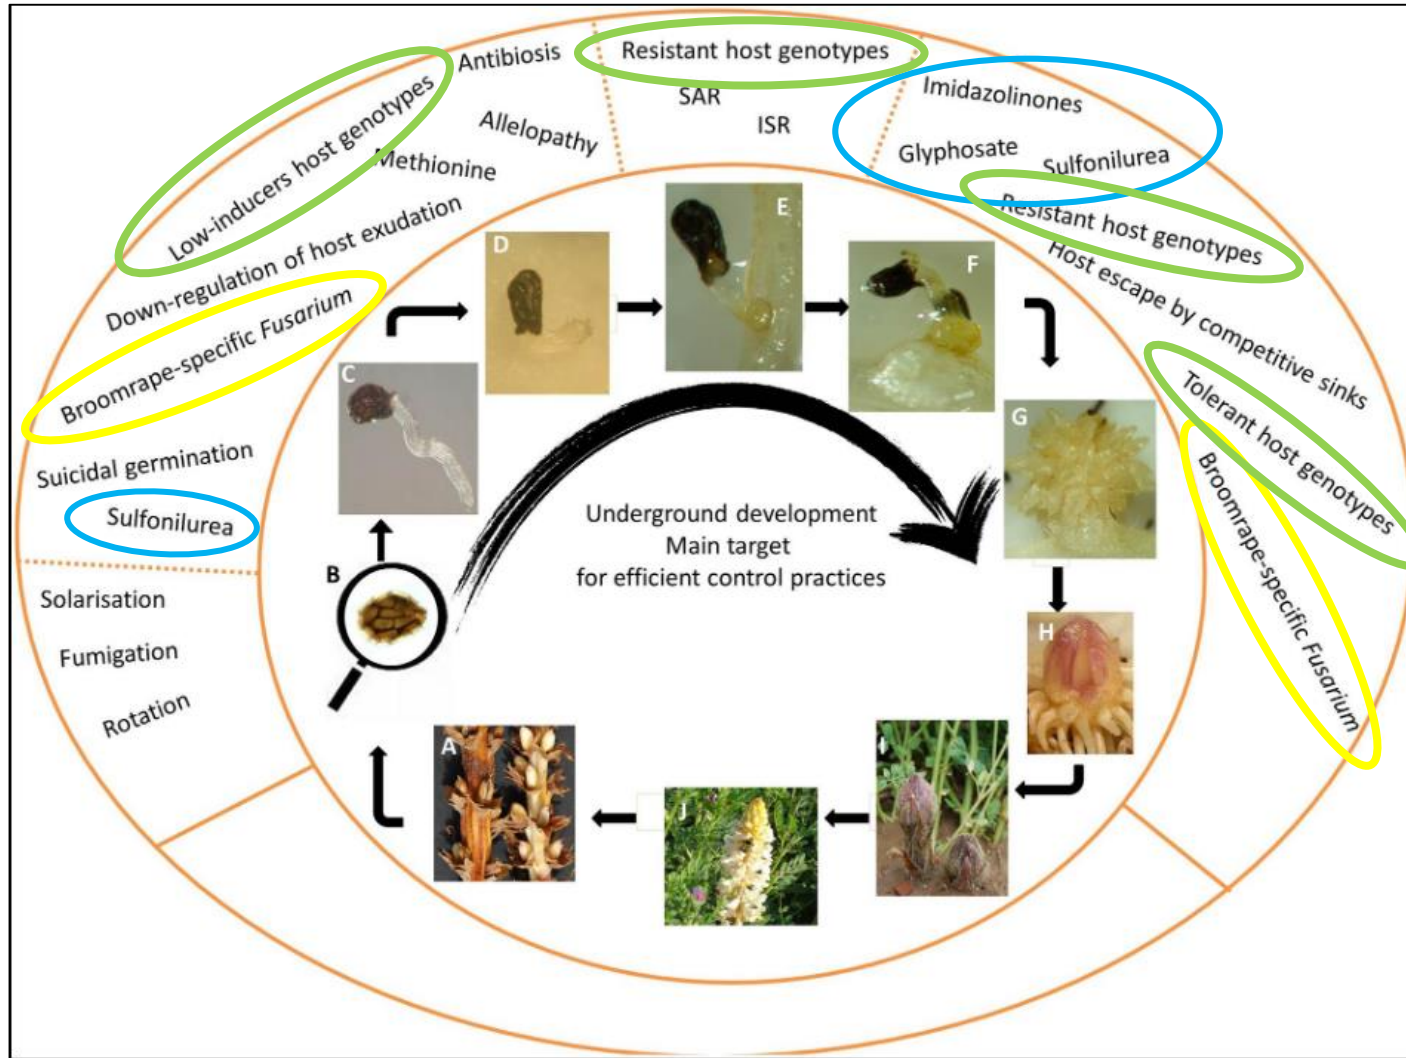 Antibiosis
Resistant host genotypes
Imidazolinones
Low-inducers host genotypes
SAR
ISR
Allelopathy
Glyphosate
Sulfonilurea
Methionine
Resistant host genotypes
Down-regulation of host exudation
Host escape by competitive sinks
Broomrape-specific Fusarium
Tolerant host genotypes
Suicidal germination
Broomrape-specific Fusarium
Sulfonilurea
Solarisation
Fumigation
Rotation
E
D
F
C
G
Underground development
Main target
for efficient control practices
B
H
A
I
J